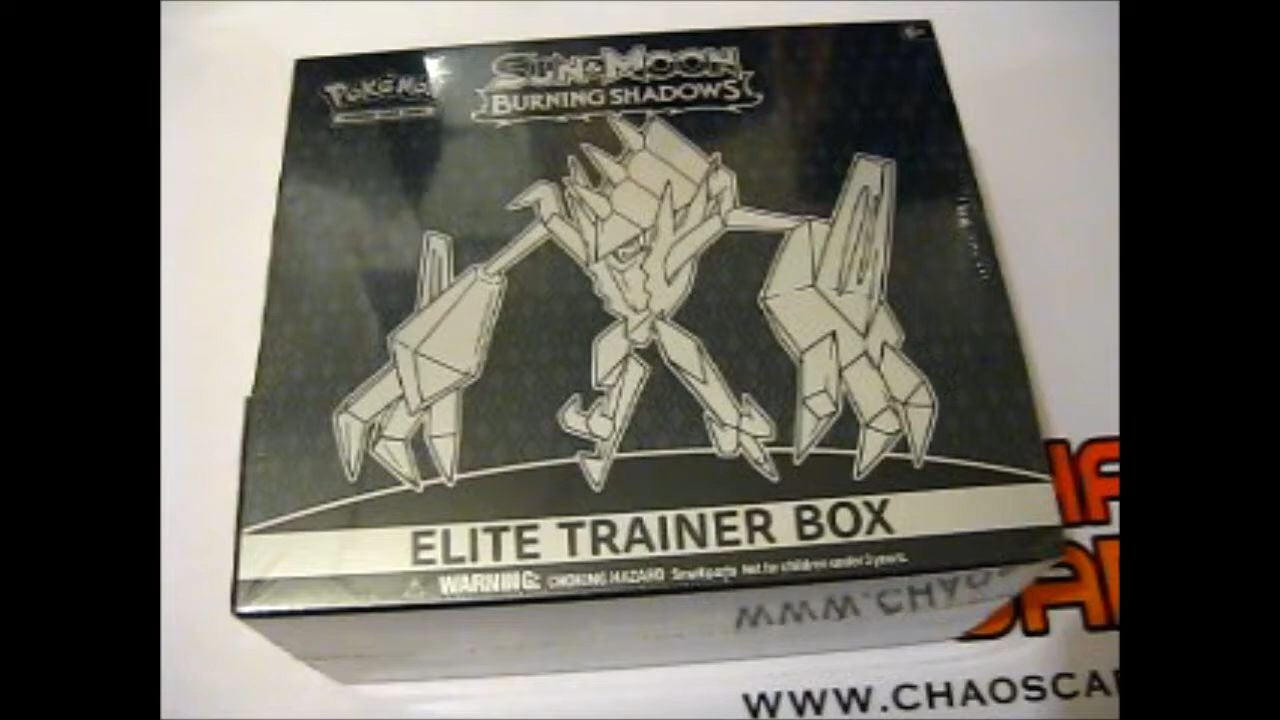 POKéMO
SUN & MOON
BURNING SHADOWS
ELITE TRAINER BOX
WARNING: CHOKING HAZARD - Small parts. Not for children under 3 years.
WWW.CHAOSCA